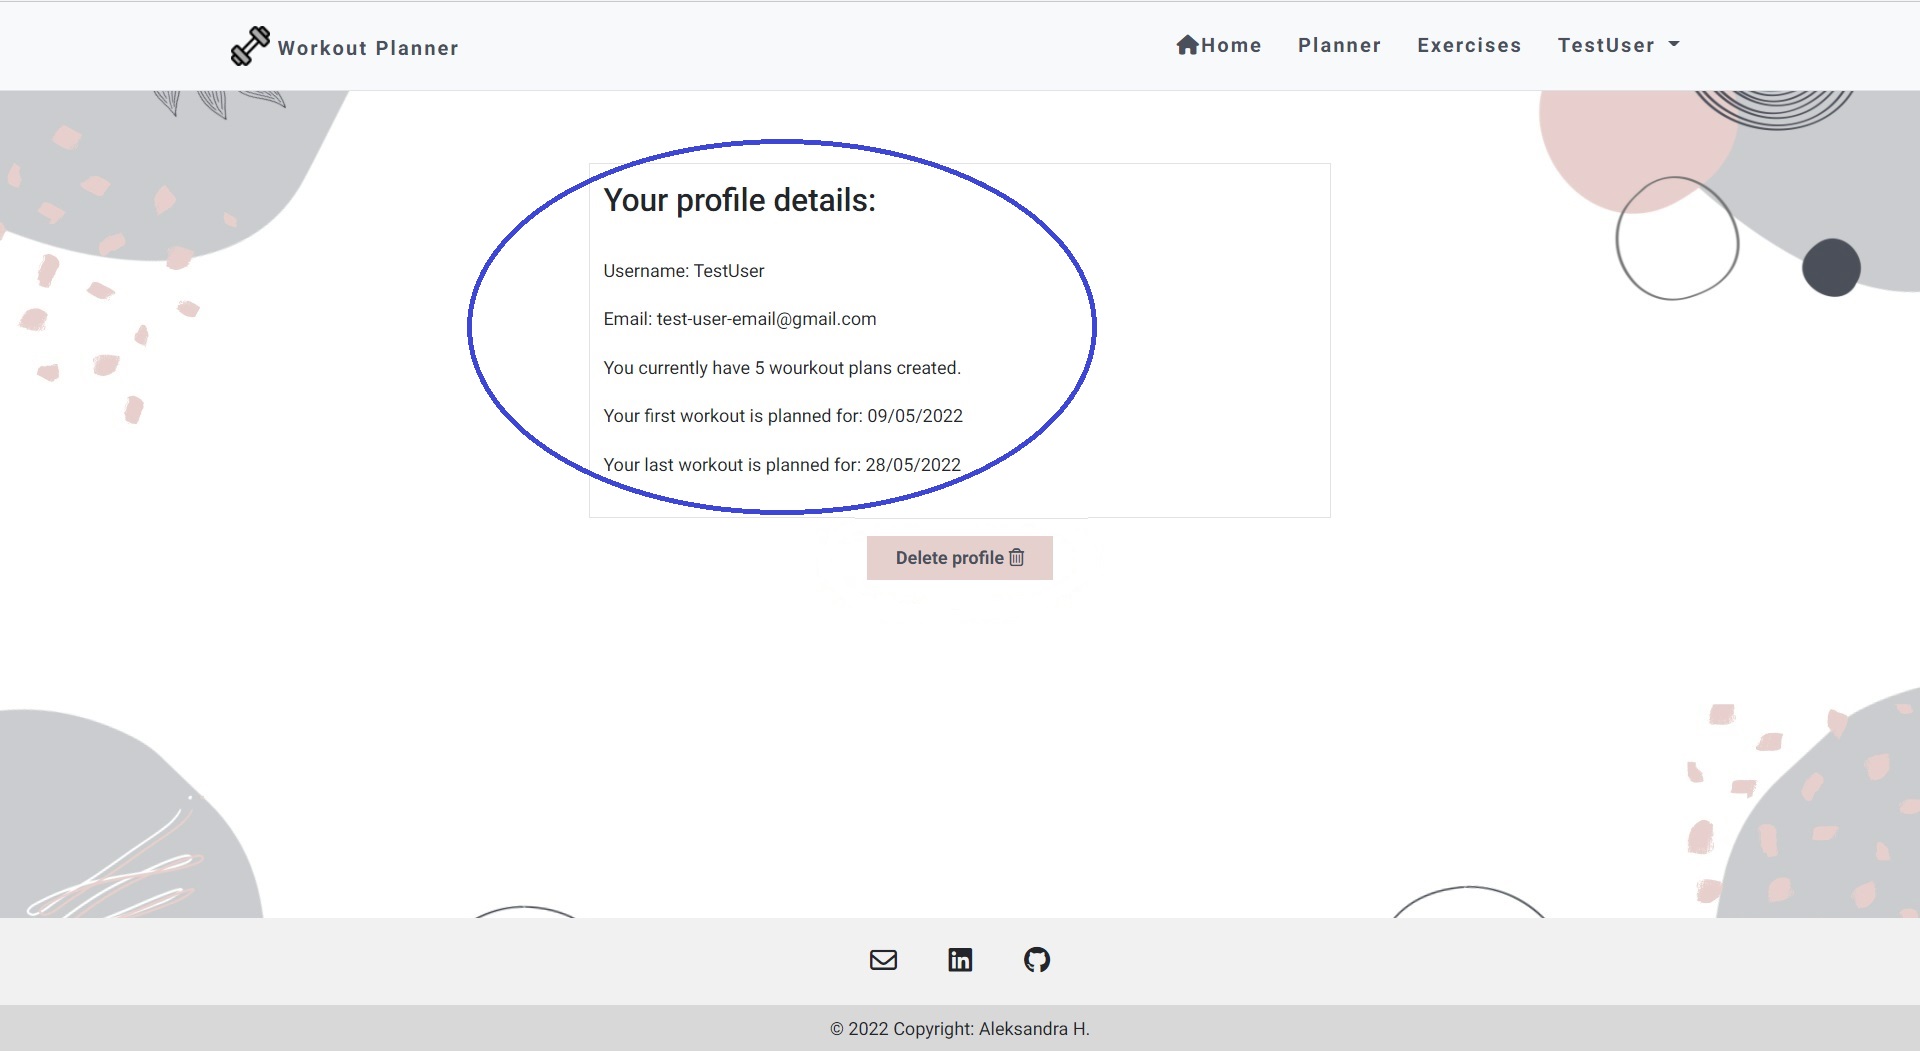 Workout Planner
Home Planner Exercises TestUser
Your profile details:
Username: TestUser
Email: test-user-email@gmail.com
You currently have 5 wourkout plans created.
Your first workout is planned for: 09/05/2022
Your last workout is planned for: 28/05/2022
Delete profile
© 2022 Copyright: Aleksandra H.